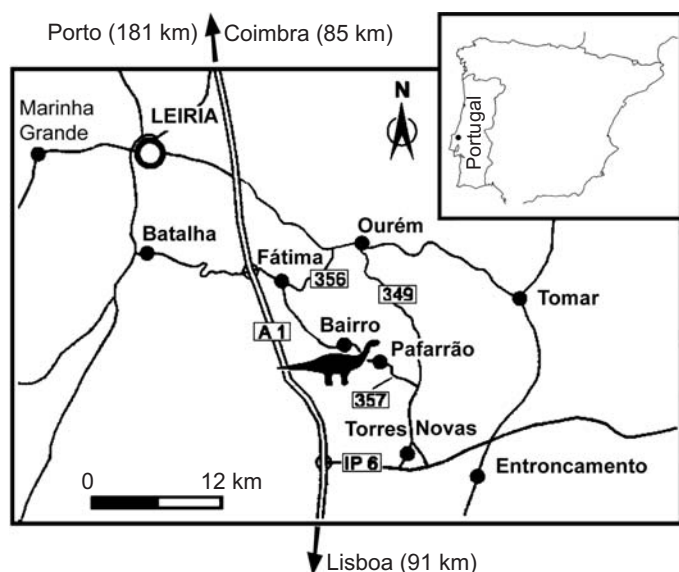 Porto (181 km)
Coimbra (85 km)
Marinha
Grande
LEIRIA
N
Portugal
Batalha
Fátima
Ourém
356
349
Tomar
A 1
Bairro
Pafarrão
357
Torres Novas
IP 6
Entroncamento
0
12 km
Lisboa (91 km)